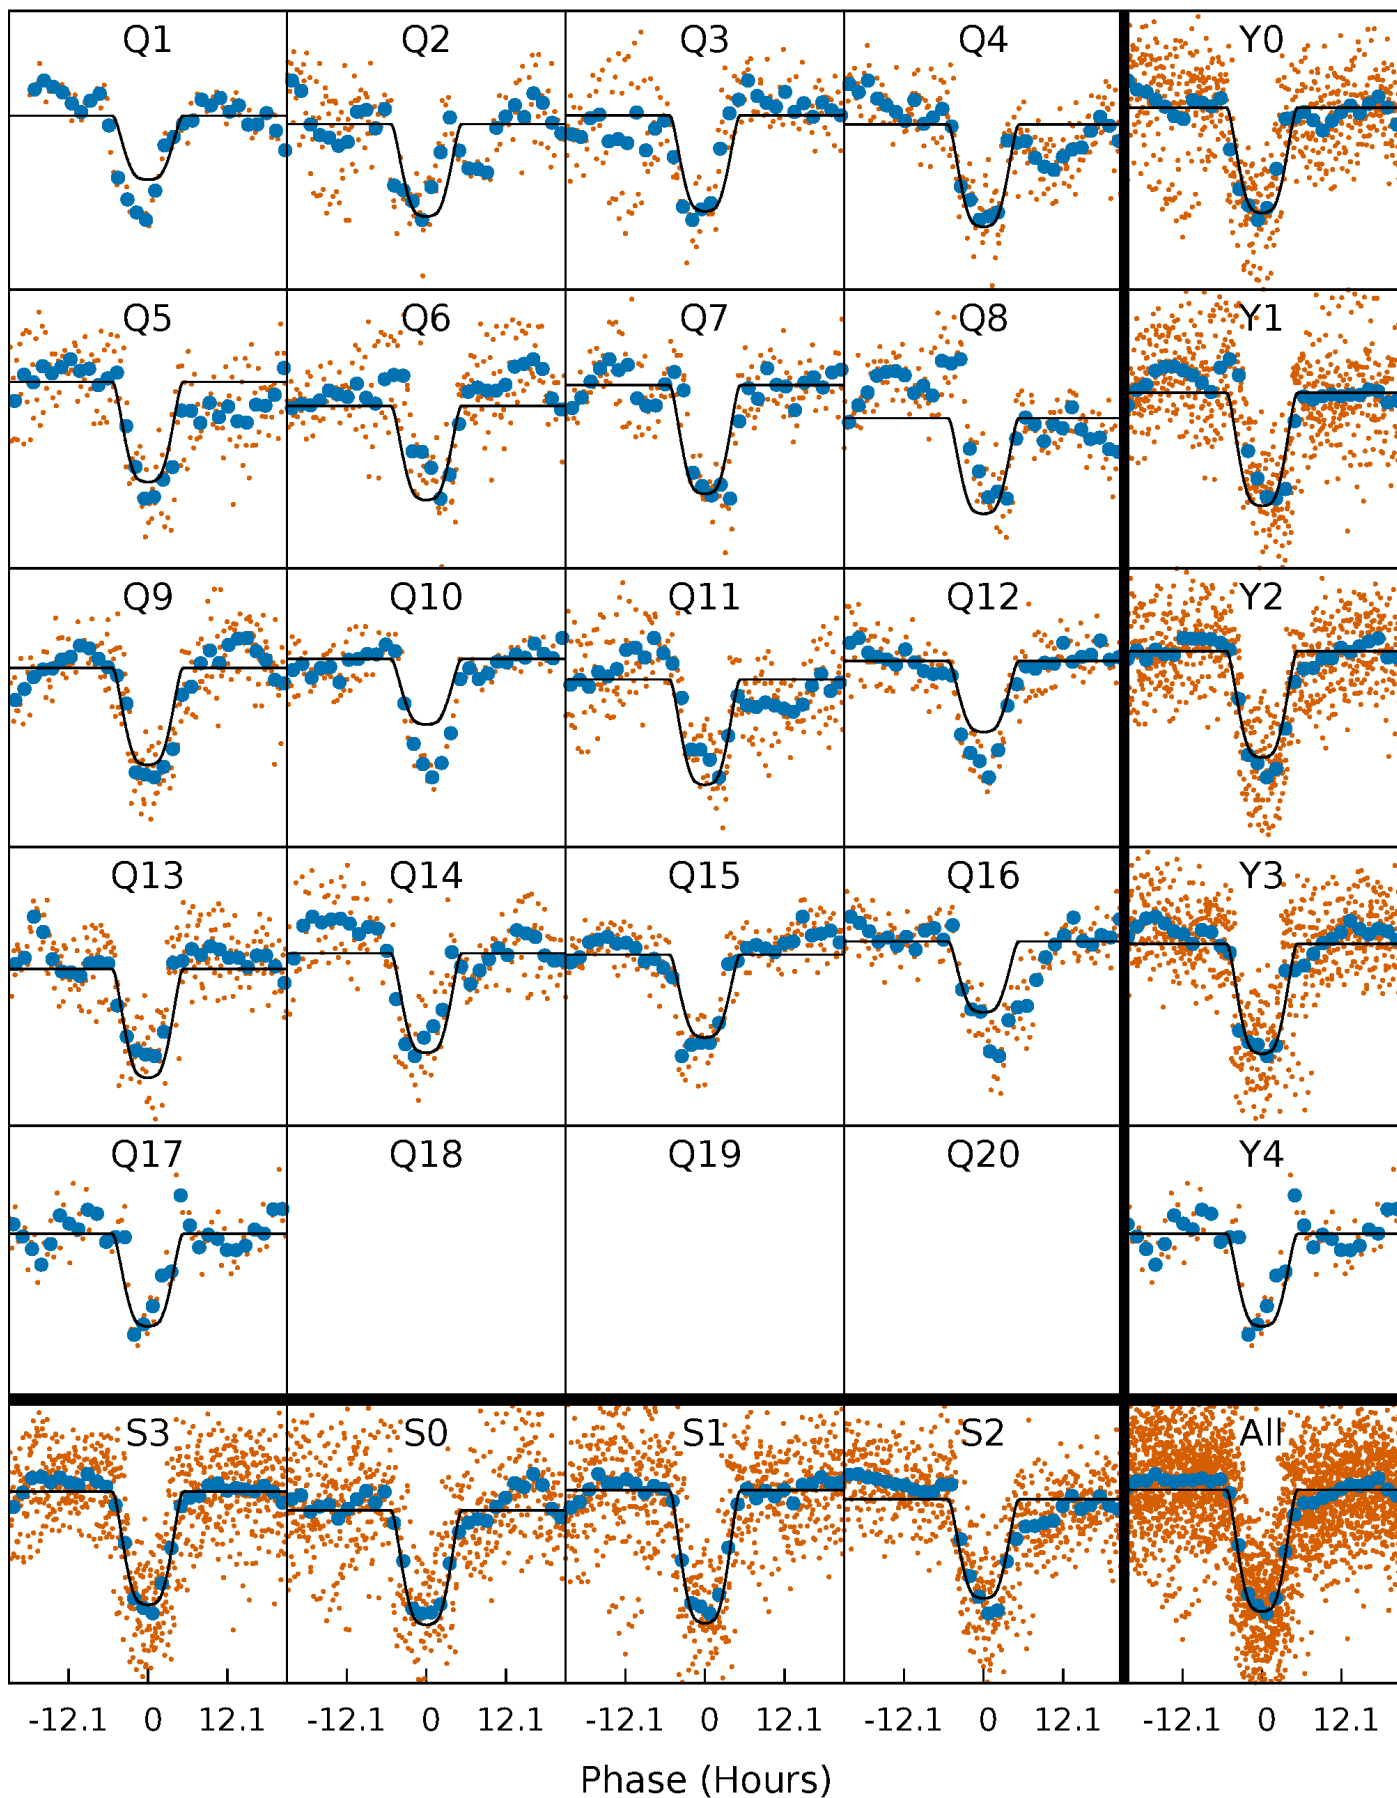 Q1 Q2 Q3 Q4 Y0
Q5 Q6 Q7 Q8 Y1
Q9 Q10 Q11 Q12 Y2
Q13 Q14 Q15 Q16 Y3
Q17 Q18 Q19 Q20 Y4
S3 S0 S1 S2 All
-12.1 0 12.1 -12.1 0 12.1 -12.1 0 12.1 -12.1 0 12.1 -12.1 0 12.1
Phase (Hours)